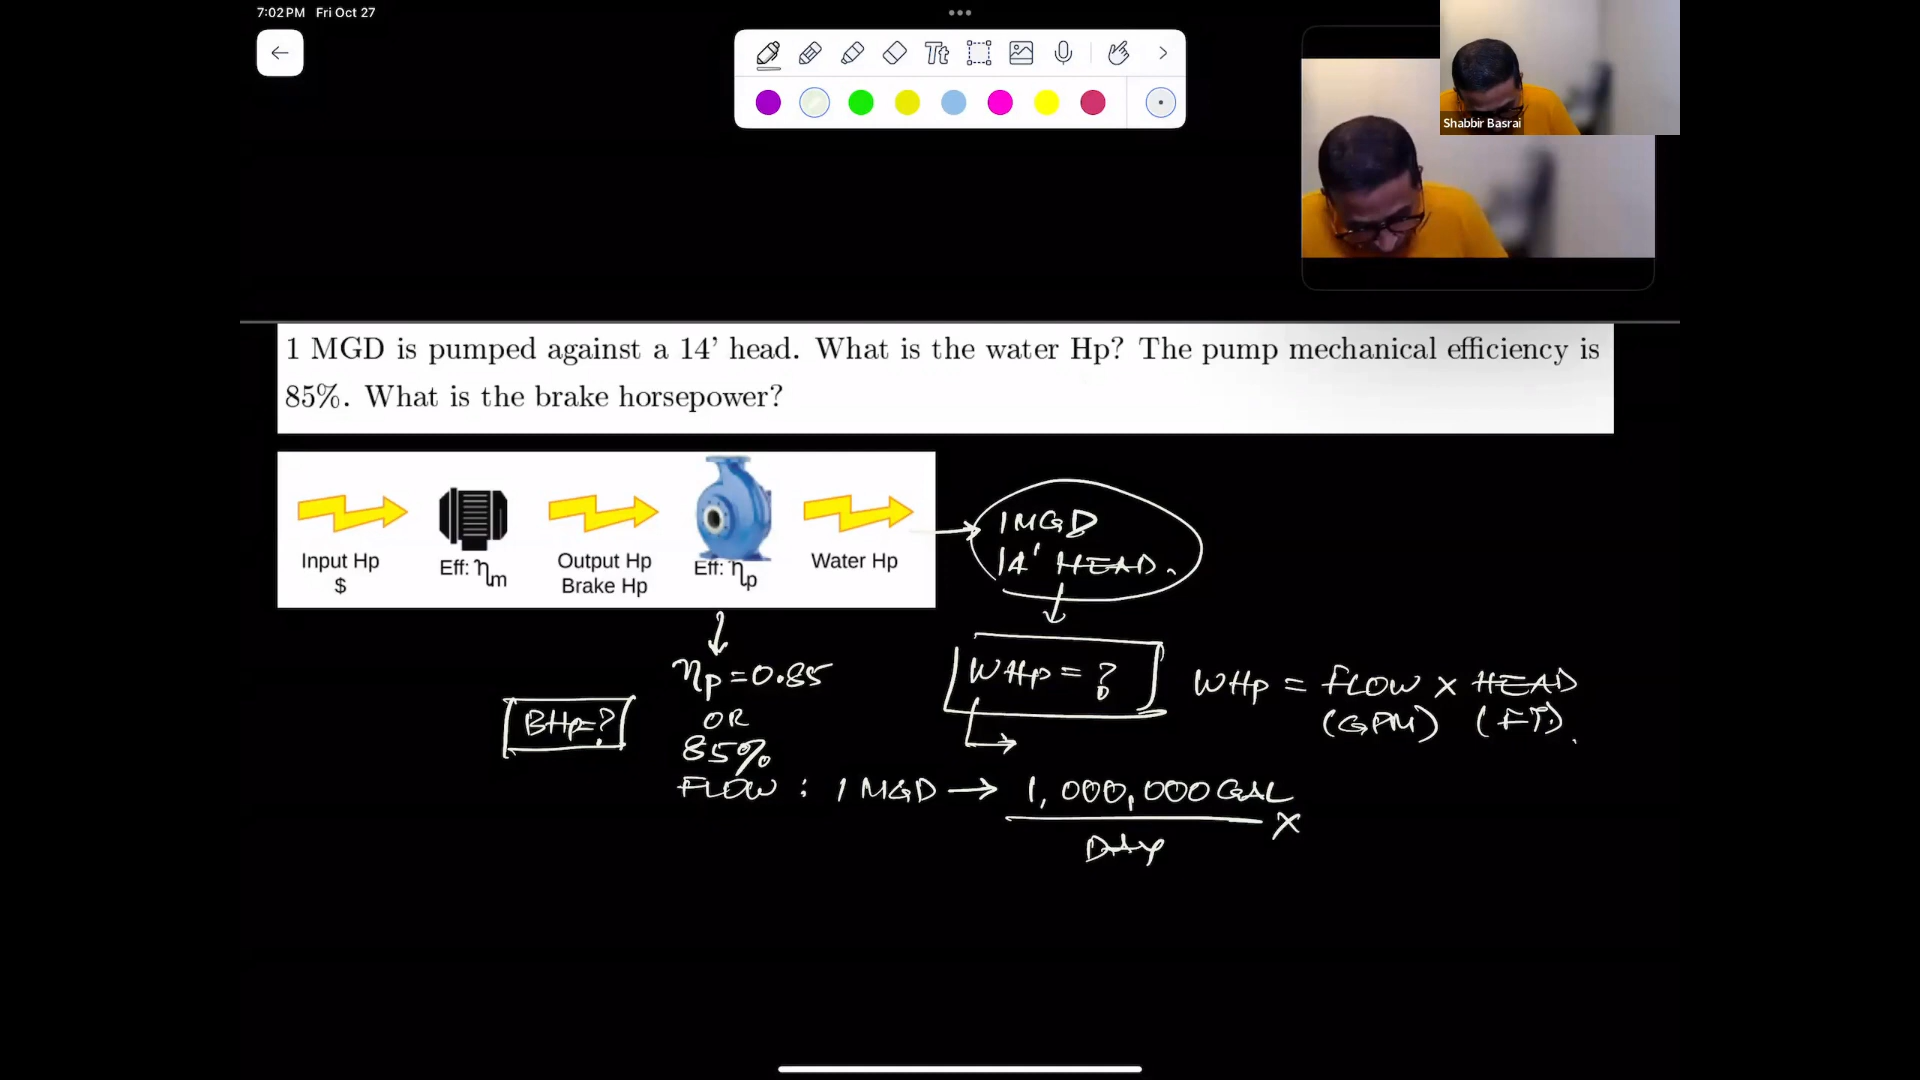 7:02 PM Fri Oct 27
Tt
Shabbir Basrai
1 MGD is pumped against a 14’ head. What is the water Hp? The pump mechanical efficiency is
85%. What is the brake horsepower?
Input Hp
$
Eff: ηm
Output Hp
Brake Hp
Eff: ηp
Water Hp
1 MGD
14' HEAD.
ηp = 0.85
OR
85%
BHp=?
WHp = ?
WHp = FLOW x HEAD
(GPM) (FT).
FLOW : 1 MGD → 1,000,000 GAL x
DAY